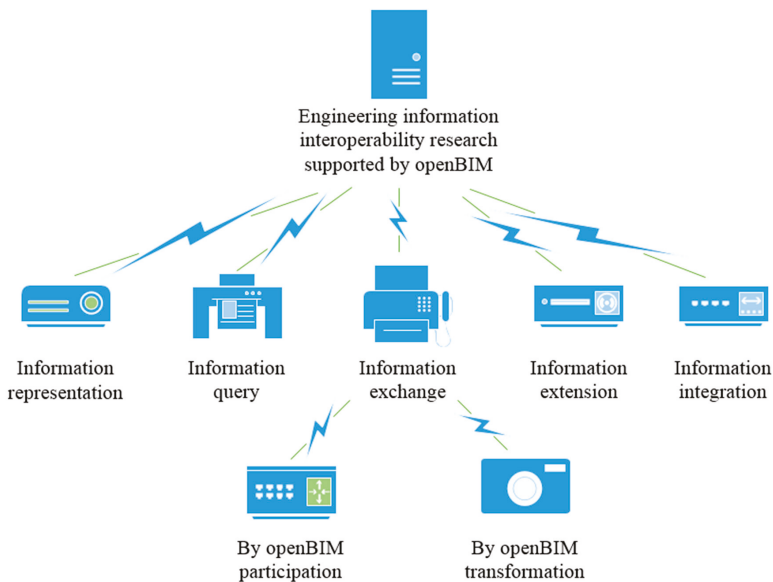 Engineering information
interoperability research
supported by openBIM
Information
representation
Information
query
Information
exchange
Information
extension
Information
integration
By openBIM
participation
By openBIM
transformation